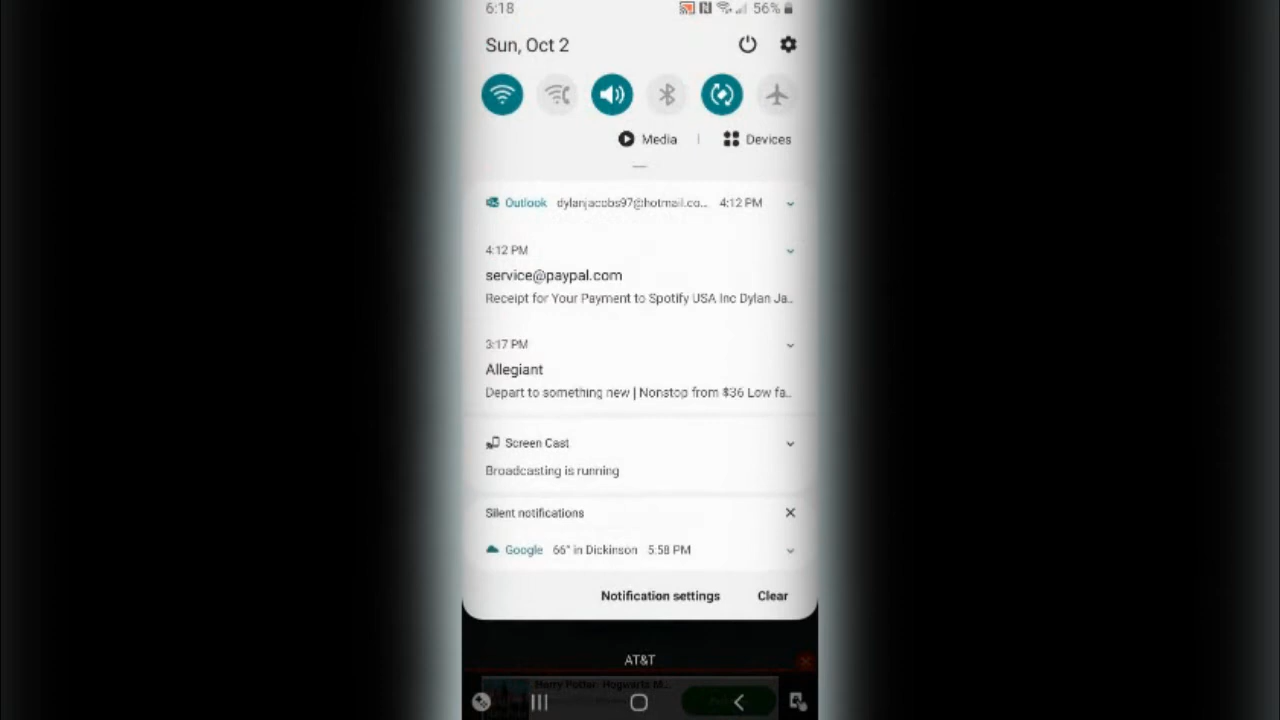 6:18 56%
Sun, Oct 2
Media | Devices
Outlook dylanjacobs97@hotmail.co.. 4:12 PM
4:12 PM
service@paypal.com
Receipt for Your Payment to Spotify USA Inc Dylan Ja..
3:17 PM
Allegiant
Depart to something new | Nonstop from $36 Low fa..
Screen Cast
Broadcasting is running
Silent notifications
Google 66° in Dickinson 5:58 PM
Notification settings Clear
AT&T
Harry Potter: Hogwarts M...